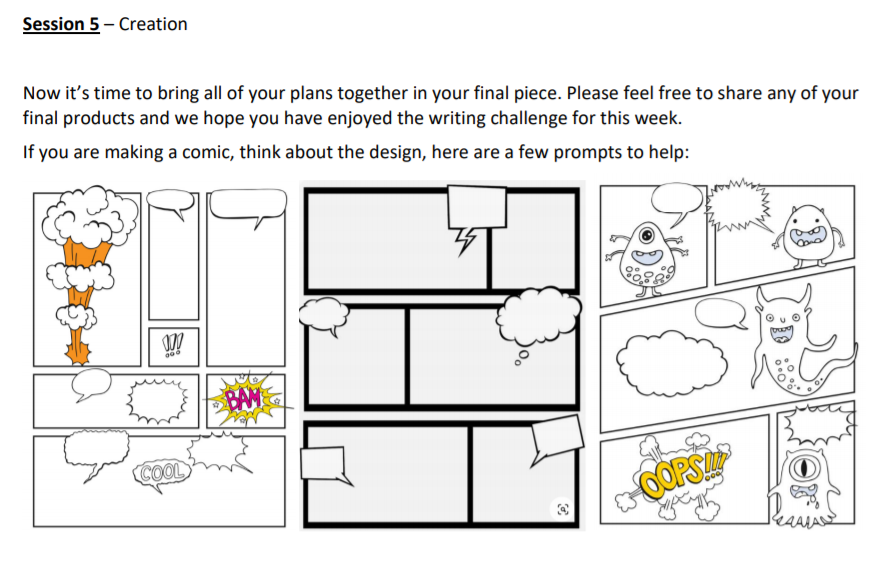 Session 5 – Creation
Now it’s time to bring all of your plans together in your final piece. Please feel free to share any of your
final products and we hope you have enjoyed the writing challenge for this week.
If you are making a comic, think about the design, here are a few prompts to help:
!!!
BAM
COOL
OOPS!!!